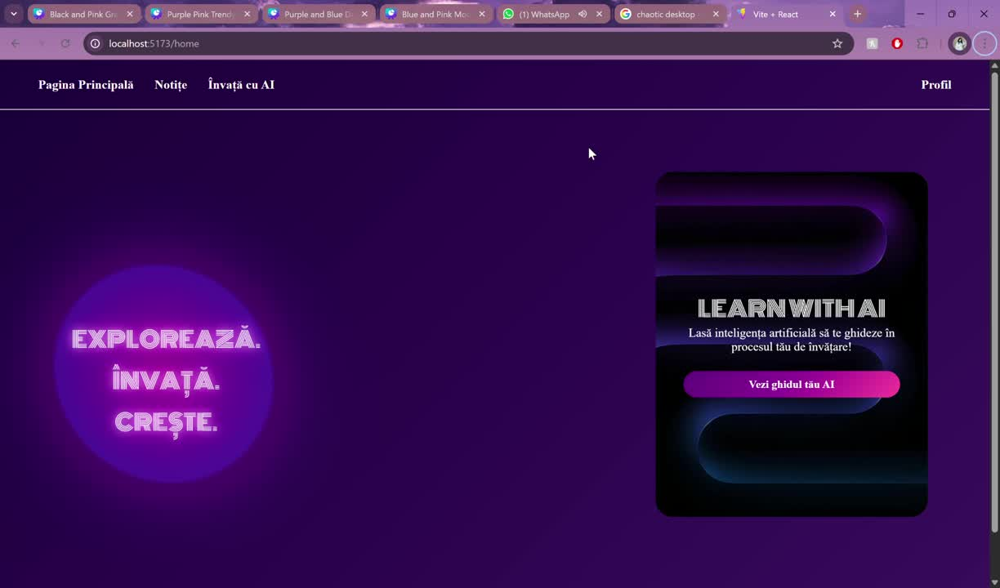 Black and Pink Gr
Purple Pink Trendy
Purple and Blue D
Blue and Pink Mo
(1) WhatsApp
chaotic desktop
Vite + React
localhost:5173/home
Pagina Principală
Notițe
Învață cu AI
Profil
EXPLOREAZĂ.
ÎNVAȚĂ.
CREȘTE.
LEARN WITH AI
Lasă inteligența artificială să te ghideze în
procesul tău de învățare!
Vezi ghidul tău AI